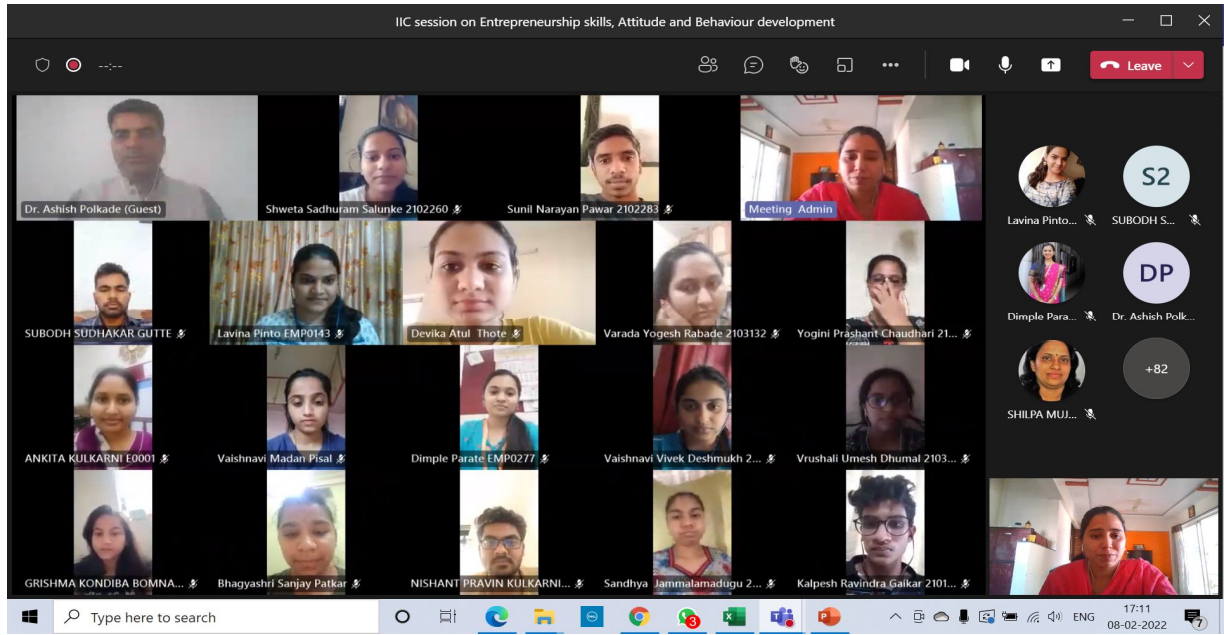 IIC session on Entrepreneurship skills, Attitude and Behaviour development
--:--
Leave
Dr. Ashish Polkade (Guest)
Shweta Sadhuram Salunke 2102260
Sunil Narayan Pawar 2102283
Meeting Admin
SUBODH SUDHAKAR GUTTE
Lavina Pinto EMP0143
Devika Atul Thote
Varada Yogesh Rabade 2103132
Yogini Prashant Chaudhari 21...
ANKITA KULKARNI E0001
Vaishnavi Madan Pisal
Dimple Parate EMP0277
Vaishnavi Vivek Deshmukh 2...
Vrushali Umesh Dhumal 2103...
GRISHMA KONDIBA BOMNA...
Bhagyashri Sanjay Patkar
NISHANT PRAVIN KULKARNI...
Sandhya Jammalamadugu 2...
Kalpesh Ravindra Gaikar 2101...
S2
Lavina Pinto...
SUBODH S...
DP
Dimple Para...
Dr. Ashish Polk...
+82
SHILPA MUJ...
Type here to search
3
ENG
17:11
08-02-2022
7